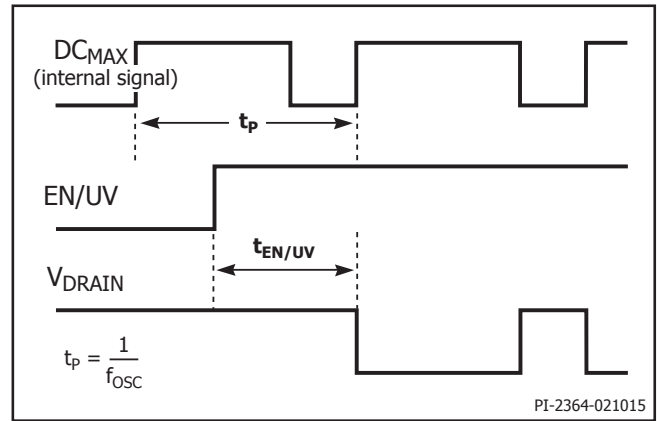 DCMAX
(internal signal)
tP
EN/UV
tEN/UV
VDRAIN
tP = 1
fOSC
PI-2364-021015